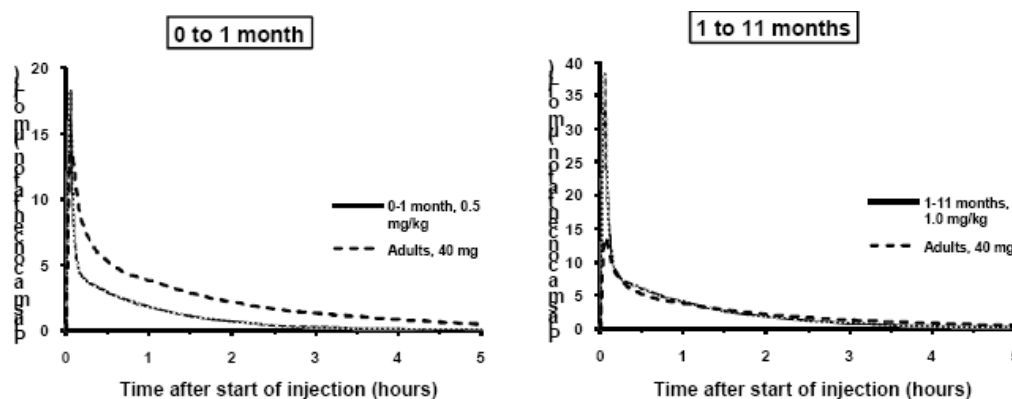 0 to 1 month
20
15
10
5
0
0 1 2 3 4 5
Time after start of injection (hours)
0-1 month, 0.5
mg/kg
Adults, 40 mg
1 to 11 months
40
35
30
25
20
15
10
5
0
0 1 2 3 4 5
Time after start of injection (hours)
1-11 months,
1.0 mg/kg
Adults, 40 mg